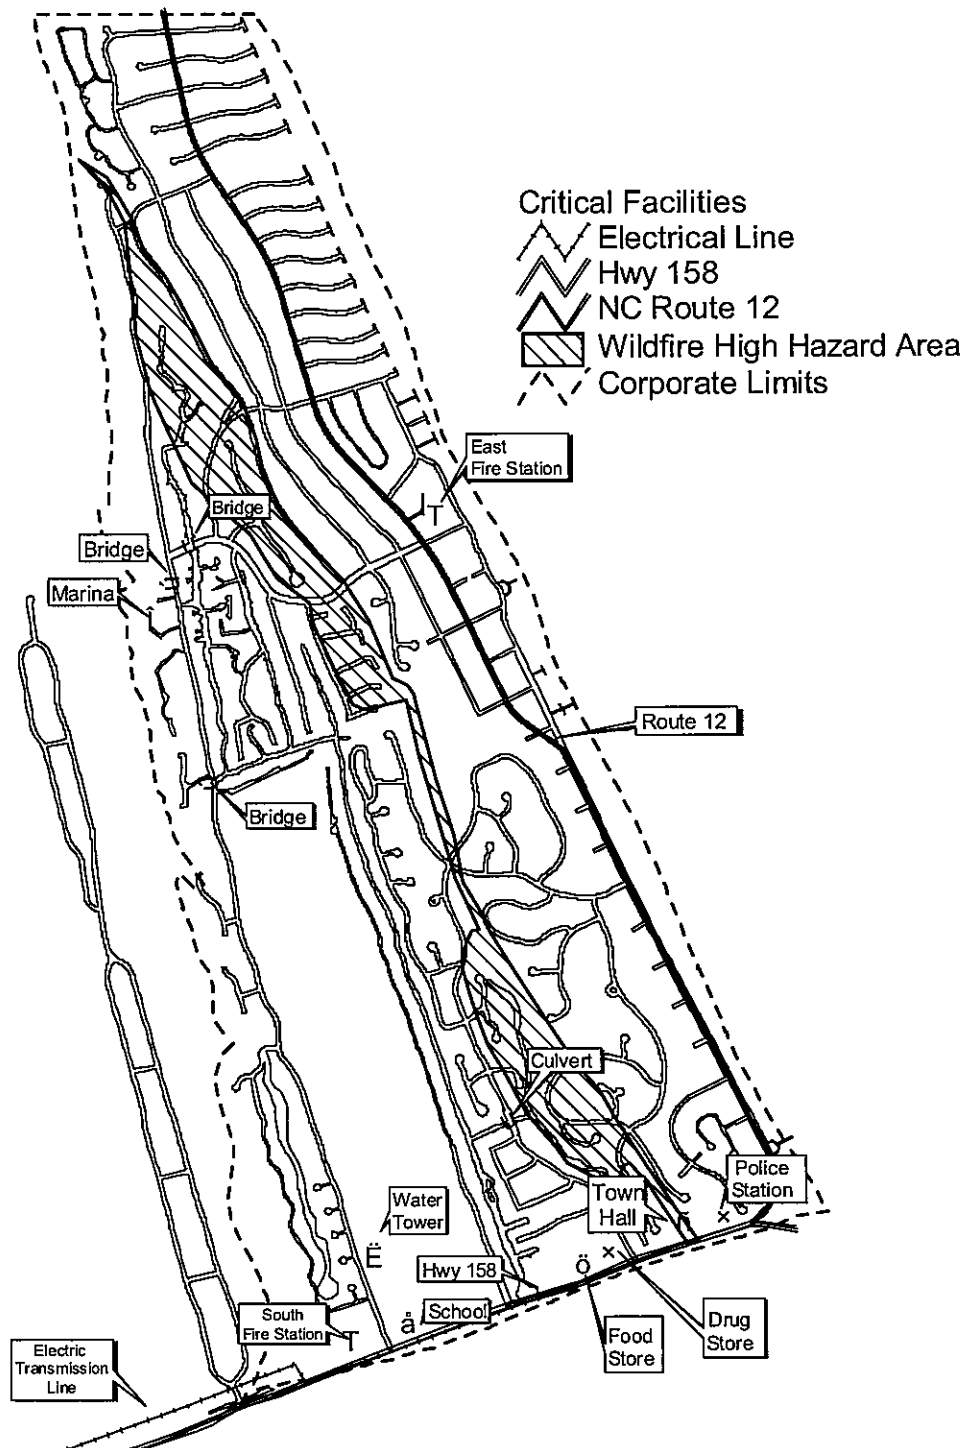 Critical Facilities
Electrical Line
Hwy 158
NC Route 12
Wildfire High Hazard Area
Corporate Limits
East
Fire Station
T
Bridge
Bridge
Marina
Route 12
Bridge
Culvert
Police
Station
Town
Hall
Water
Tower
Ë
Hwy 158
ö
å
School
South
Fire Station
T
Food
Store
Drug
Store
Electric
Transmission
Line